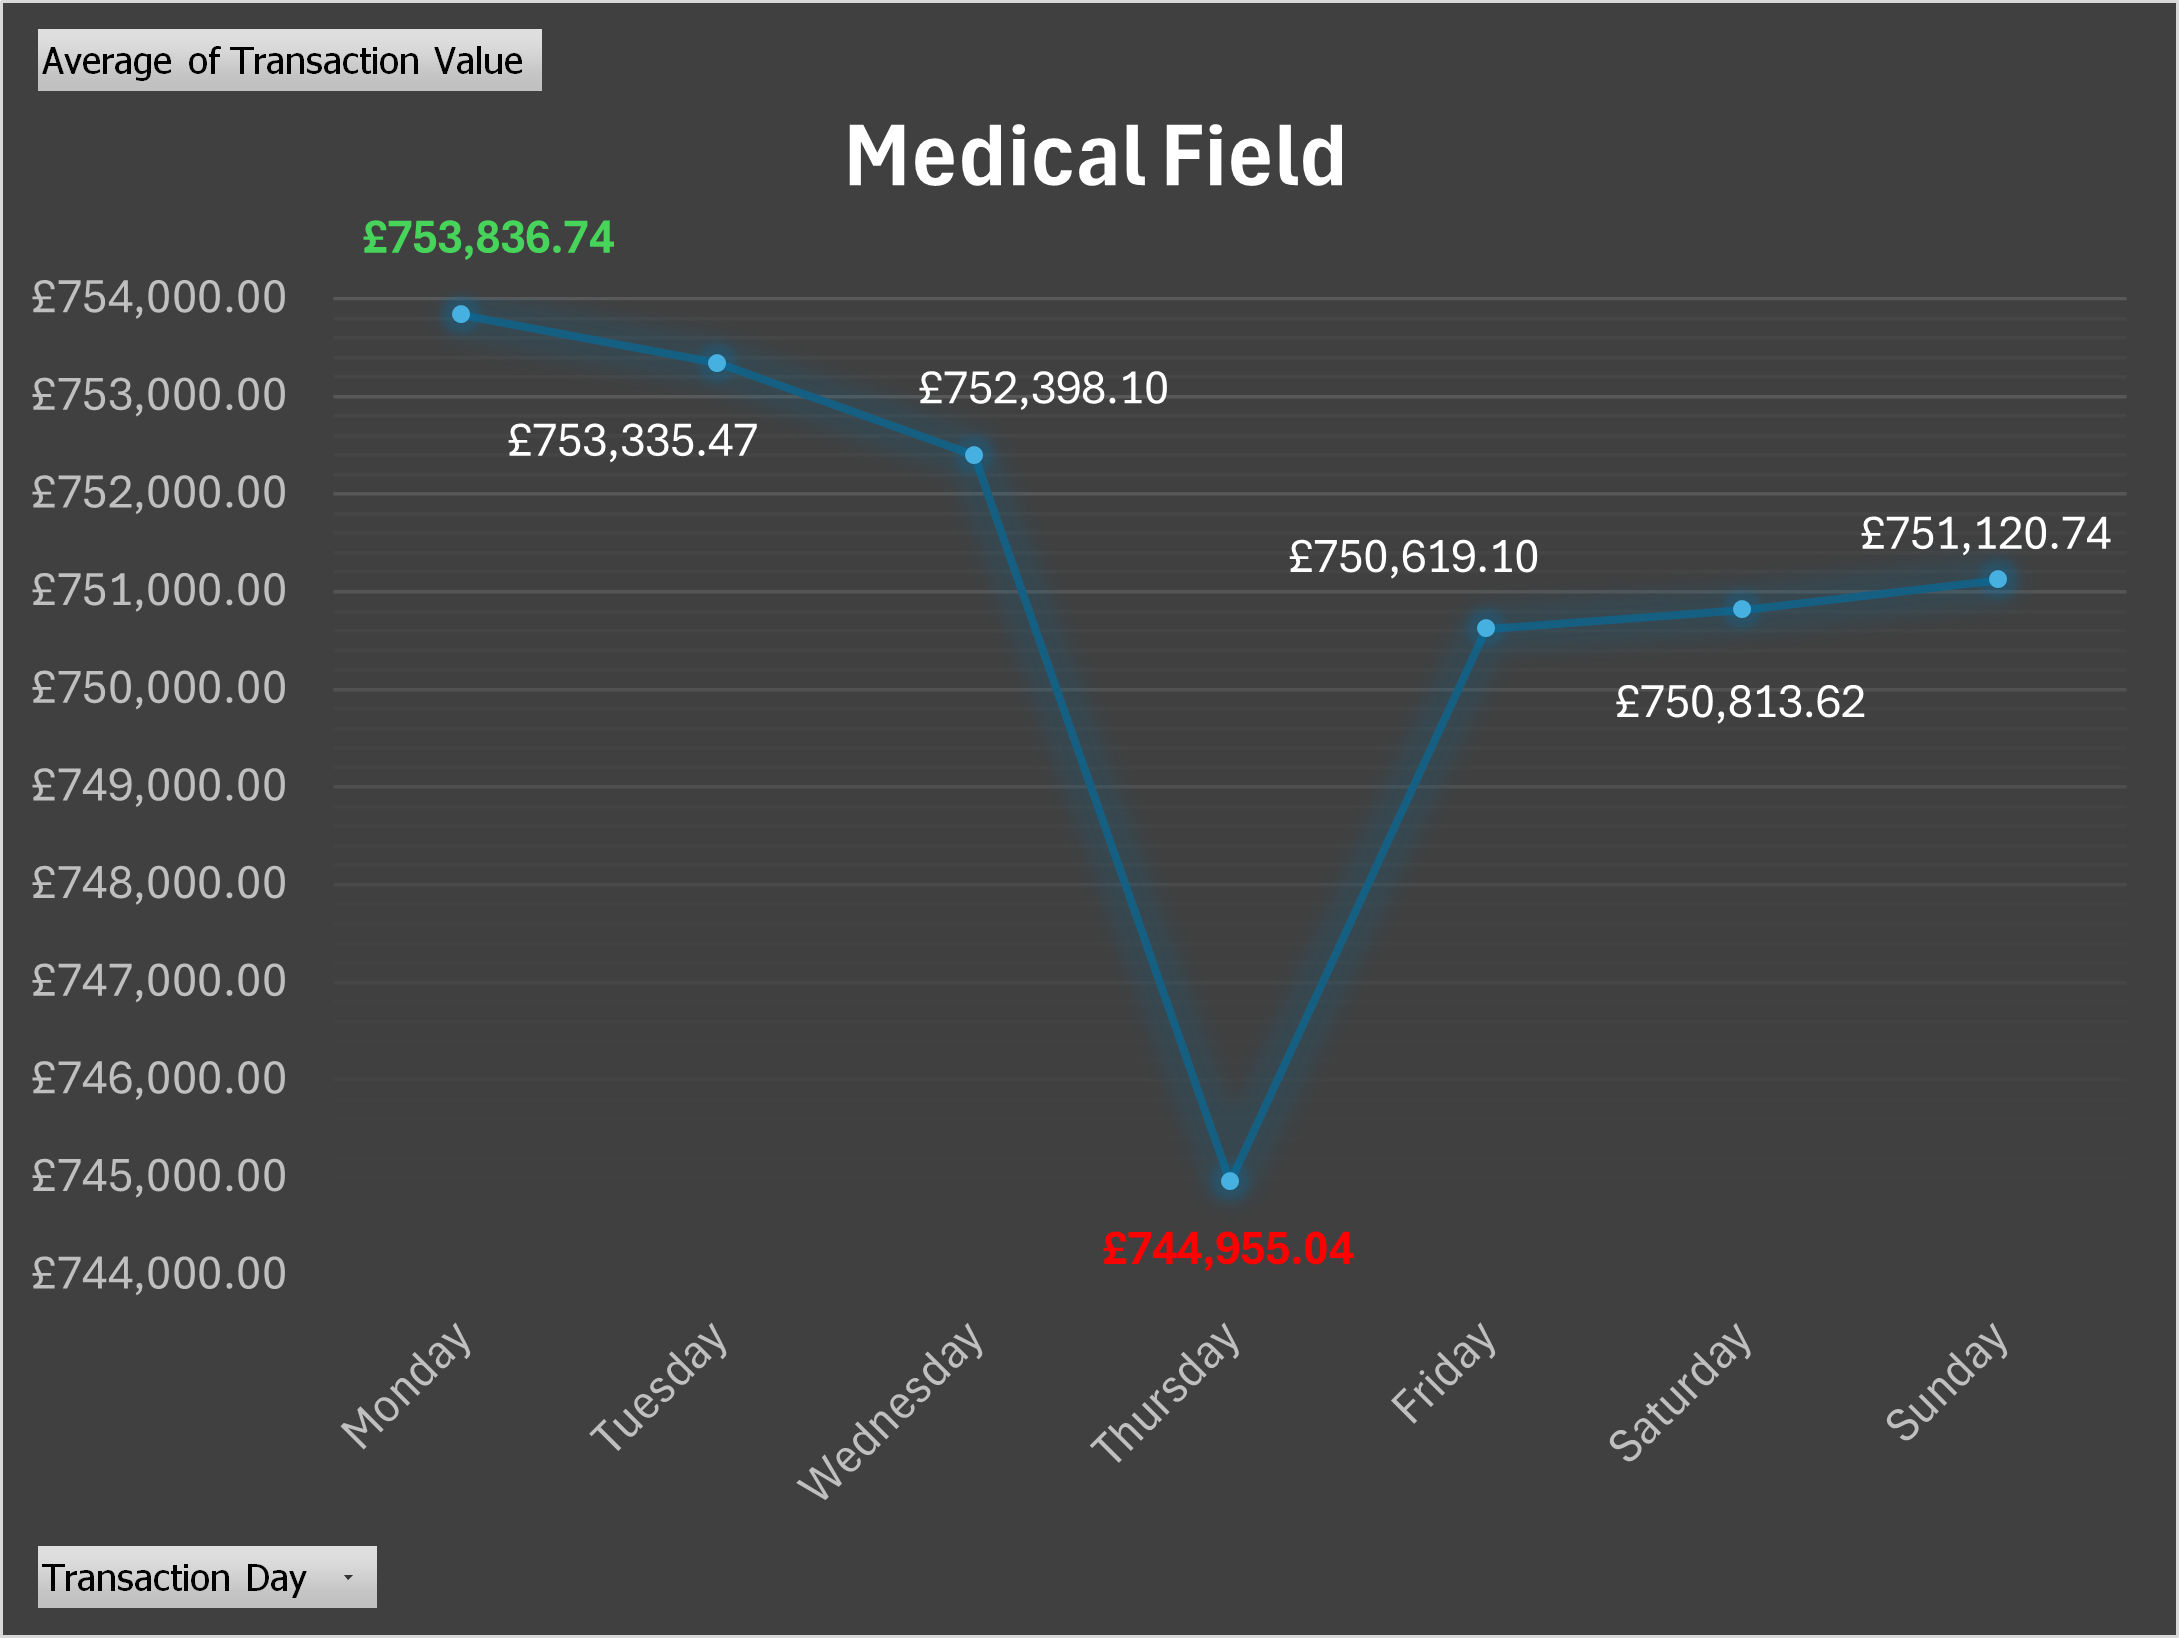 Average of Transaction Value
Medical Field
£753,836.74
£754,000.00
£753,000.00
£752,398.10
£753,335.47
£752,000.00
£751,120.74
£750,619.10
£751,000.00
£750,000.00
£750,813.62
£749,000.00
£748,000.00
£747,000.00
£746,000.00
£745,000.00
£744,955.04
£744,000.00
Monday
Tuesday
Wednesday
Thursday
Friday
Saturday
Sunday
Transaction Day